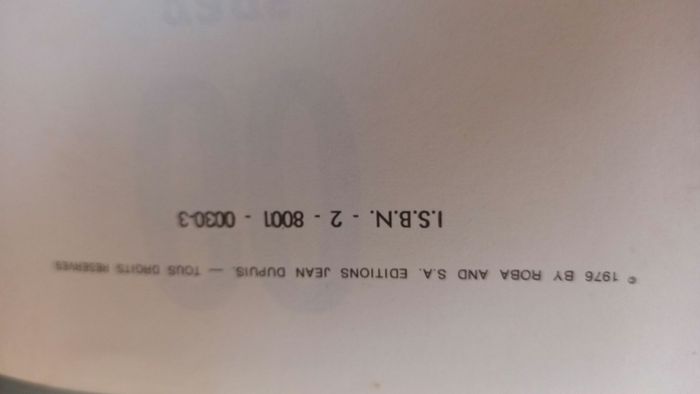 © 1976 BY ROBA AND S.A. EDITIONS JEAN DUPUIS. — TOUS DROITS RESERVES.
I.S.B.N. - 2 - 8001 - 0030-3